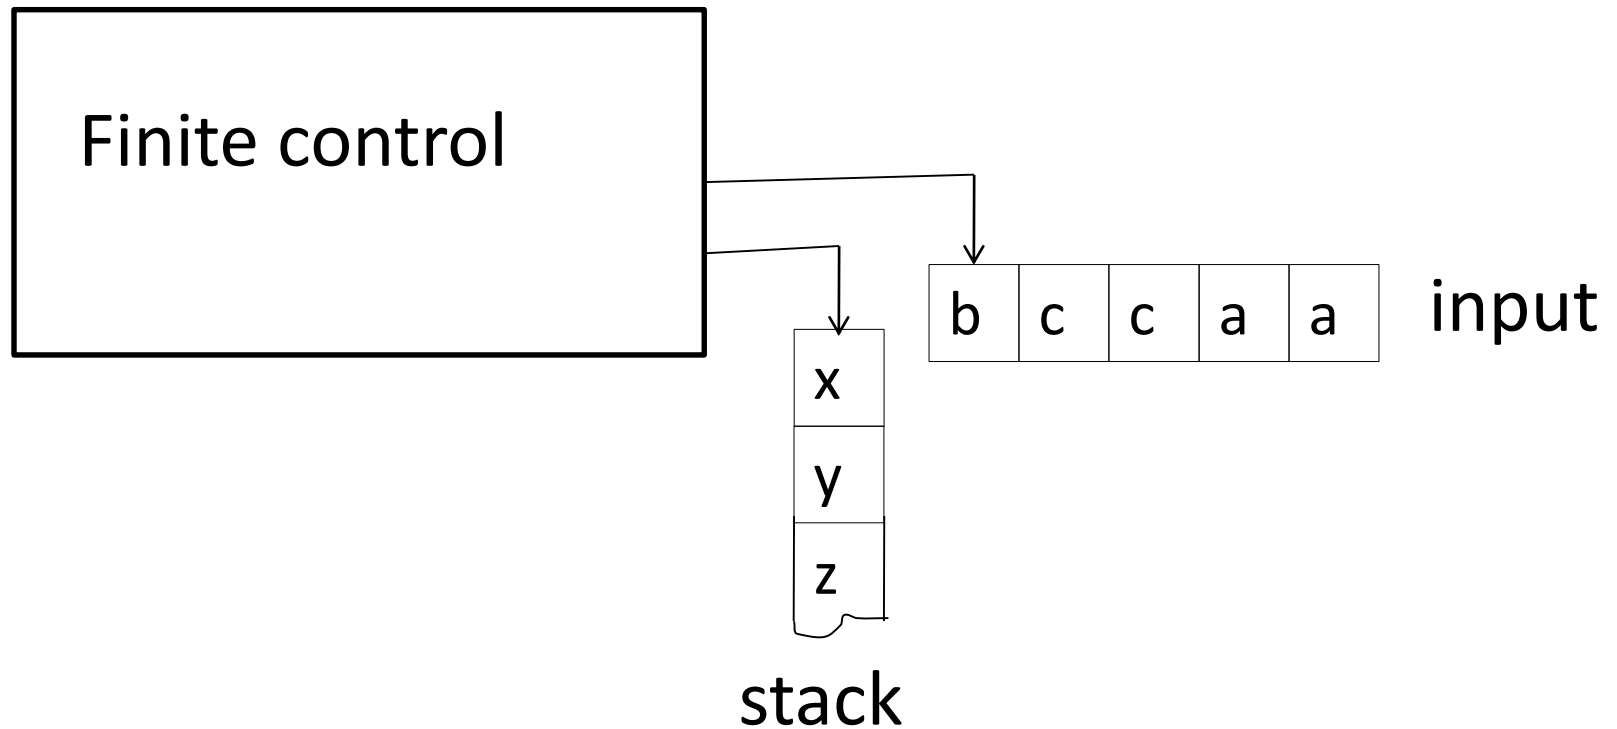 Finite control
b c c a a
input
x
y
z
stack